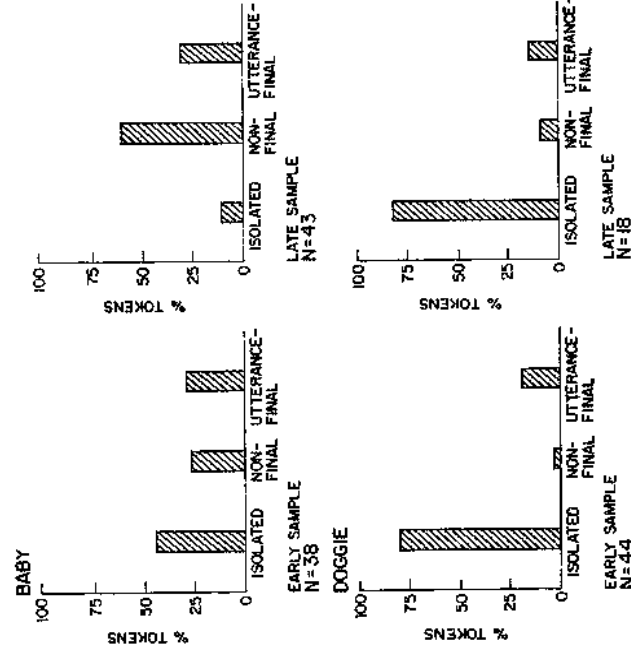 BABY
100
75
50
25
0
% TOKENS
ISOLATED
NON-
FINAL
UTTERANCE-
FINAL
EARLY SAMPLE
N=38
100
75
50
25
0
% TOKENS
ISOLATED
NON-
FINAL
UTTERANCE-
FINAL
LATE SAMPLE
N=43
DOGGIE
100
75
50
25
0
% TOKENS
ISOLATED
NON-
FINAL
UTTERANCE-
FINAL
EARLY SAMPLE
N=44
100
75
50
25
0
% TOKENS
ISOLATED
NON-
FINAL
UTTERANCE-
FINAL
LATE SAMPLE
N=18